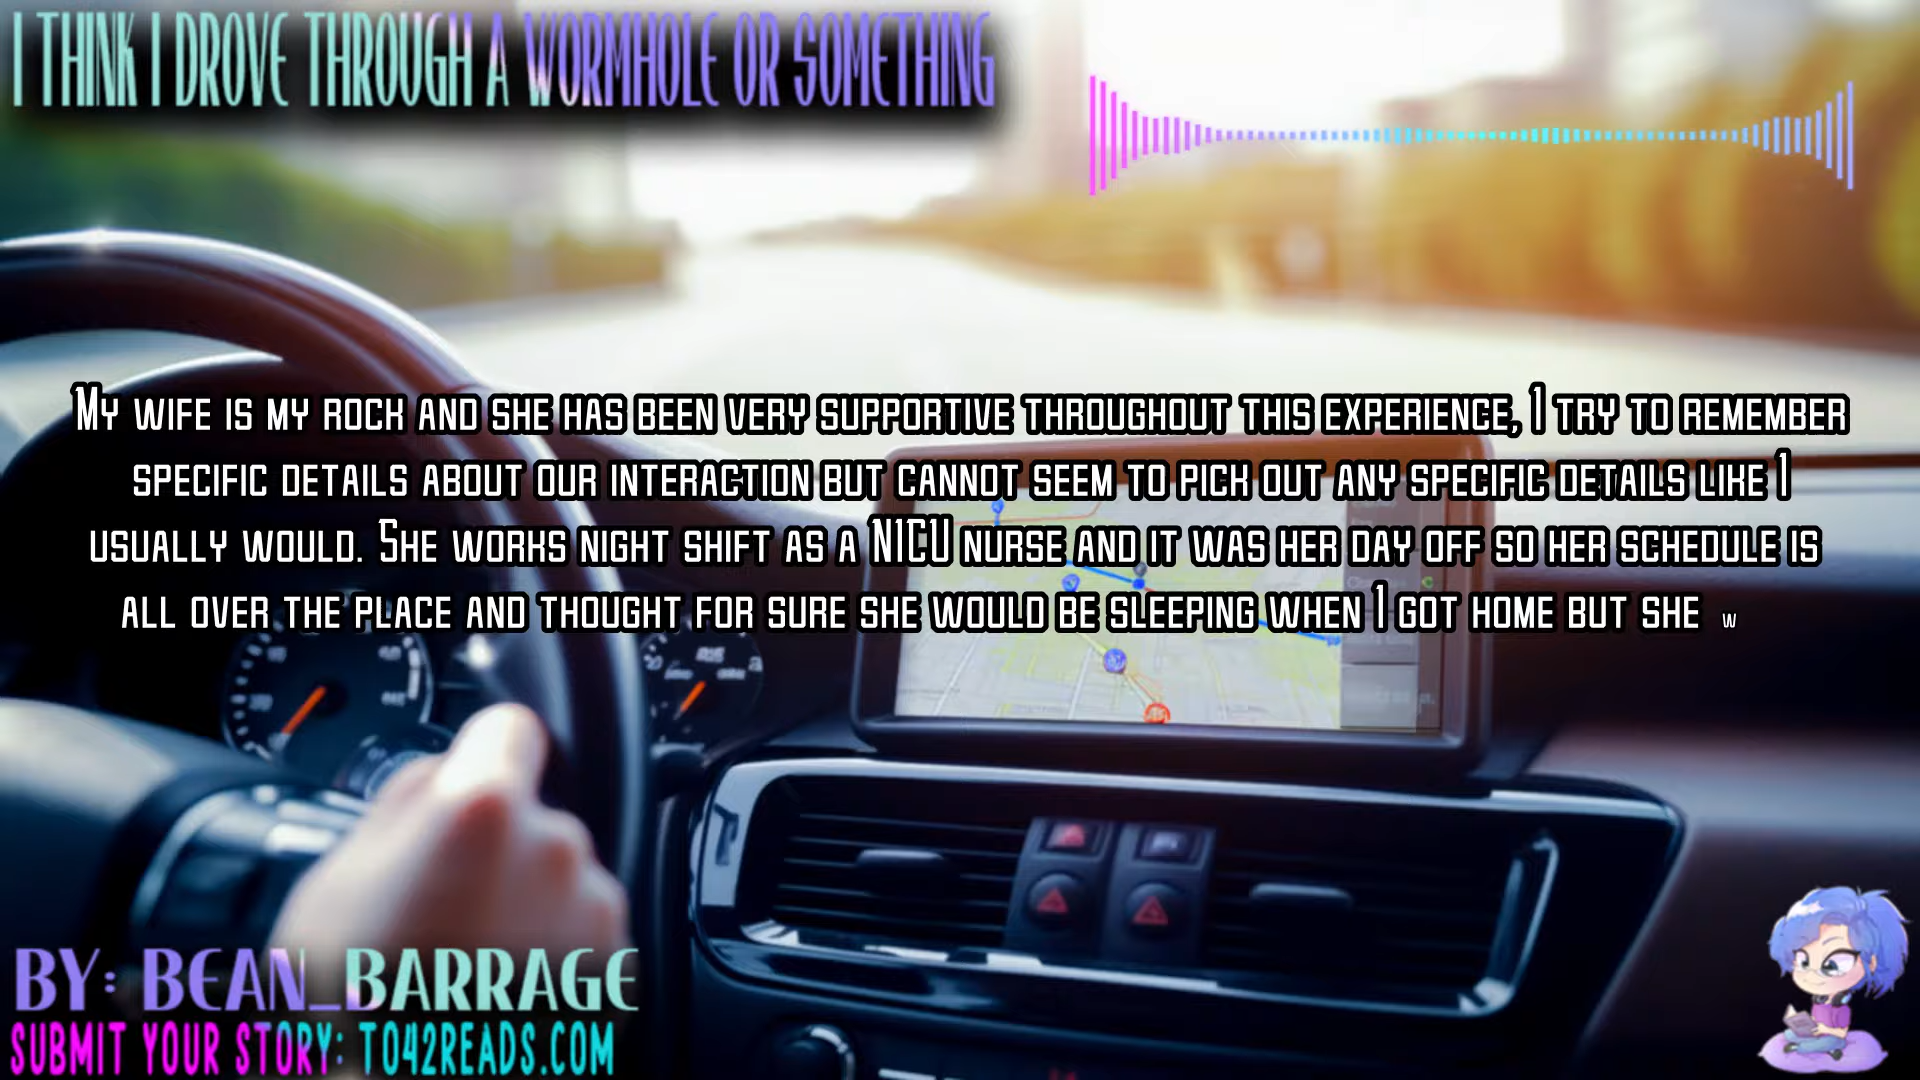 I THINK I DROVE THROUGH A WORMHOLE OR SOMETHING
My wife is my rock and she has been very supportive throughout this experience, I try to remember
specific details about our interaction but cannot seem to pick out any specific details like I
usually would. She works night shift as a NICU nurse and it was her day off so her schedule is
all over the place and thought for sure she would be sleeping when I got home but she w
BY: BEAN_BARRAGE
SUBMIT YOUR STORY: TO42READS.COM